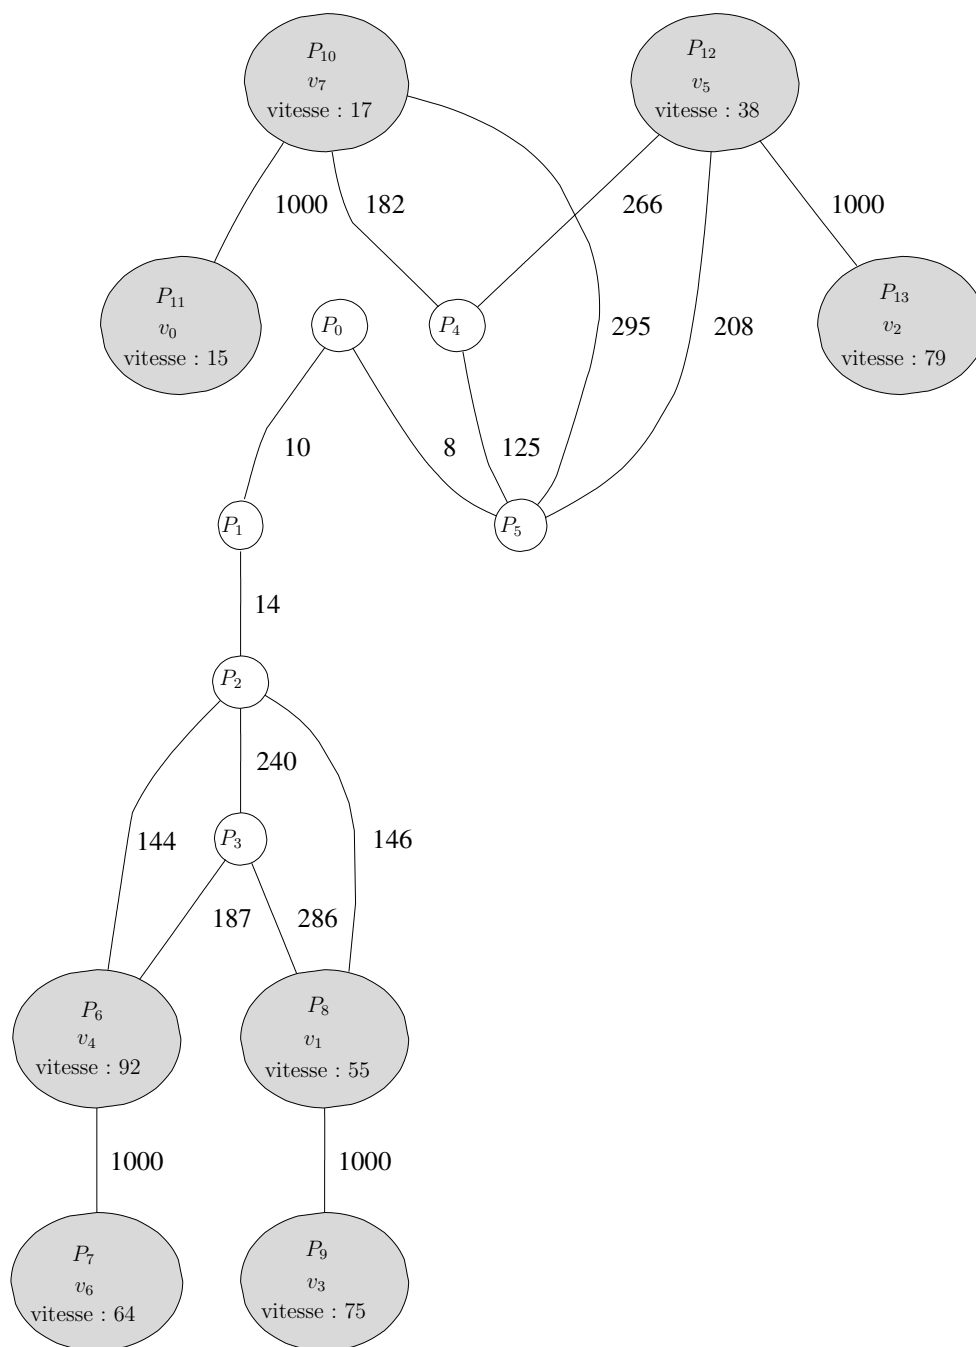 P10
v7
vitesse : 17
P12
v5
vitesse : 38
1000
182
266
1000
P11
v0
vitesse : 15
P0
P4
295
208
P13
v2
vitesse : 79
10
8
125
P1
P5
14
P2
240
144
P3
146
187
286
P6
v4
vitesse : 92
P8
v1
vitesse : 55
1000
1000
P7
v6
vitesse : 64
P9
v3
vitesse : 75